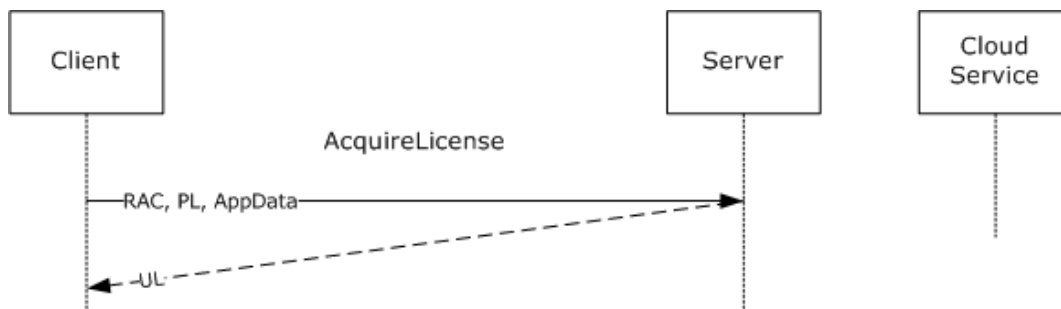 Client
Server
Cloud
Service
AcquireLicense
RAC, PL, AppData
UL